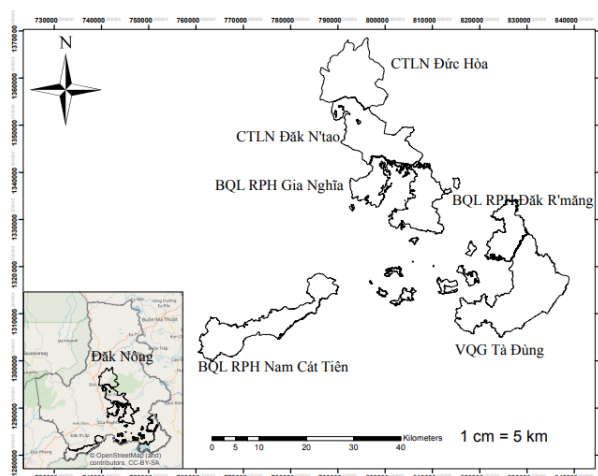 730000 740000 750000 760000 770000 780000 790000 800000 810000 820000 830000 840000
1370000
1360000
1350000
1340000
1330000
1320000
1310000
1300000
1290000
1280000
N
CTLN Đức Hòa
CTLN Đăk N'tao
BQL RPH Gia Nghĩa
BQL RPH Đăk R'măng
VQG Tà Đùng
BQL RPH Nam Cát Tiên
Đăk Nông
© OpenStreetMap (and)
contributors, CC-BY-SA
Kilometers
0 5 10 20 30 40
1 cm = 5 km